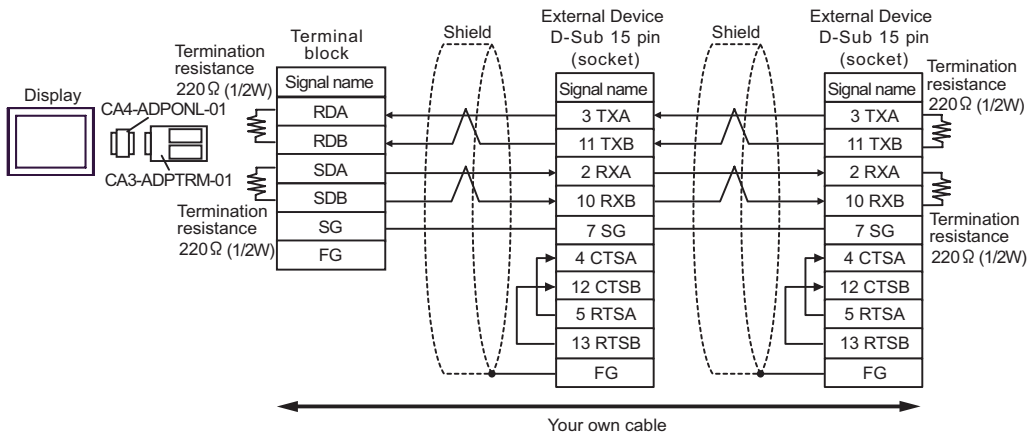 Display
CA4-ADPONL-01
CA3-ADPTRM-01
Termination
resistance
220Ω (1/2W)
Termination
resistance
220Ω (1/2W)
Terminal
block
Signal name
RDA
RDB
SDA
SDB
SG
FG
Shield
External Device
D-Sub 15 pin
(socket)
Signal name
3 TXA
11 TXB
2 RXA
10 RXB
7 SG
4 CTSA
12 CTSB
5 RTSA
13 RTSB
FG
Shield
External Device
D-Sub 15 pin
(socket)
Signal name
3 TXA
11 TXB
2 RXA
10 RXB
7 SG
4 CTSA
12 CTSB
5 RTSA
13 RTSB
FG
Termination
resistance
220Ω (1/2W)
Termination
resistance
220Ω (1/2W)
Your own cable